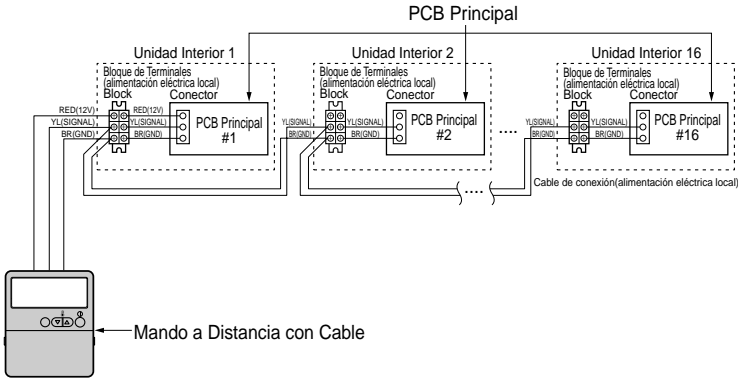 PCB Principal
Unidad Interior 1
Unidad Interior 2
Unidad Interior 16
Bloque de Terminales
(alimentación eléctrica local)
Block
Conector
Bloque de Terminales
(alimentación eléctrica local)
Block
Conector
Bloque de Terminales
(alimentación eléctrica local)
Block
Conector
RED(12V)
YL(SIGNAL)
BR(GND)
RED(12V)
YL(SIGNAL)
BR(GND)
PCB Principal
#1
YL(SIGNAL)
BR(GND)
YL(SIGNAL)
BR(GND)
PCB Principal
#2
....
YL(SIGNAL)
BR(GND)
YL(SIGNAL)
BR(GND)
PCB Principal
#16
....
Cable de conexión(alimentación eléctrica local)
Mando a Distancia con Cable